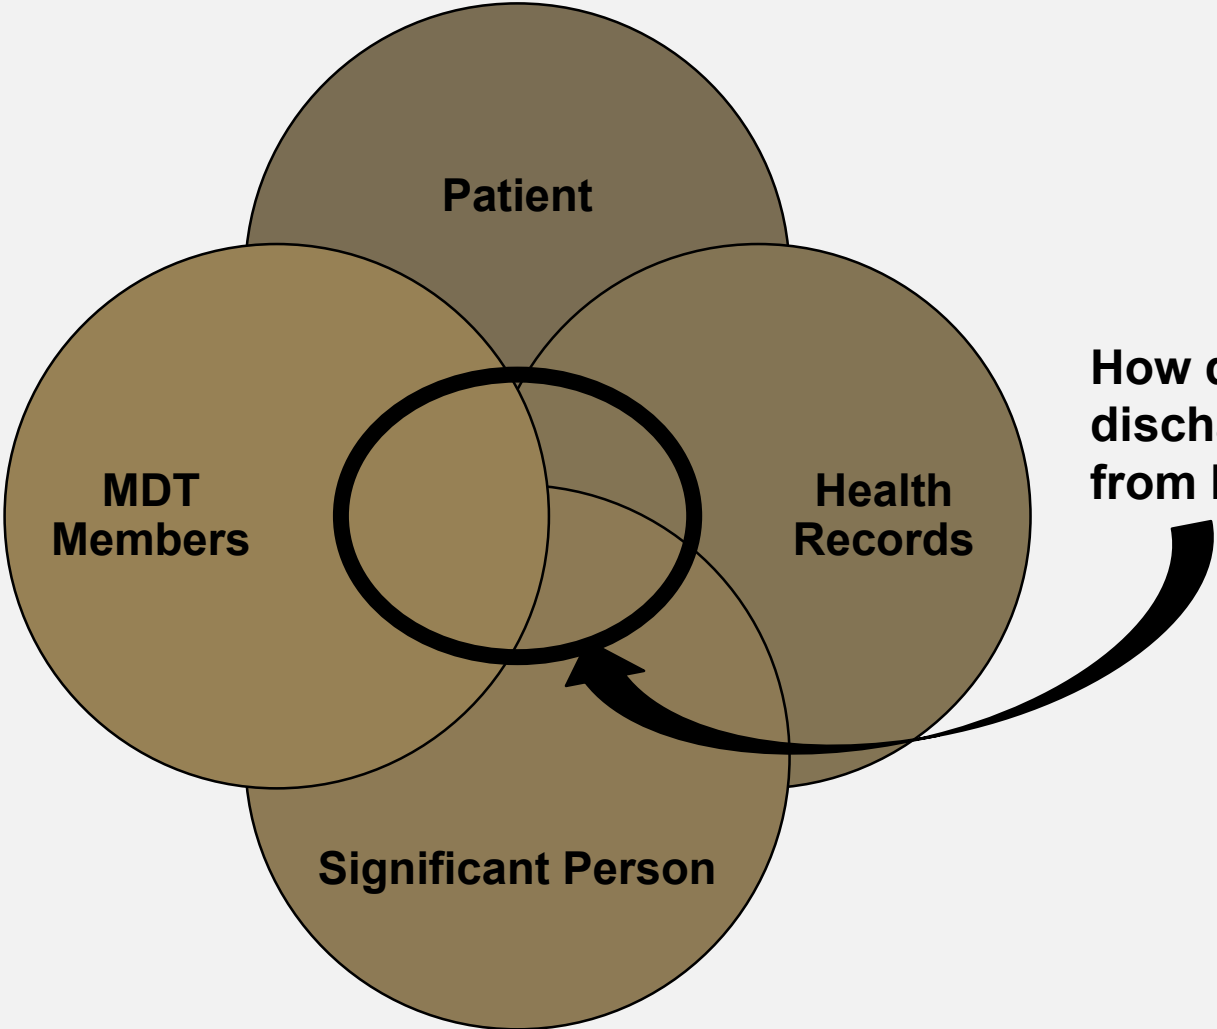 Patient
MDT
Members
Health
Records
How
disch
from
Significant Person